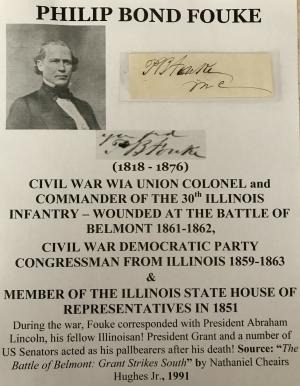 PHILIP BOND FOUKE
P B Fouke
M C
P B Fouke
(1818 - 1876)
CIVIL WAR WIA UNION COLONEL and
COMMANDER OF THE 30th ILLINOIS
INFANTRY – WOUNDED AT THE BATTLE OF
BELMONT 1861-1862,
CIVIL WAR DEMOCRATIC PARTY
CONGRESSMAN FROM ILLINOIS 1859-1863
&
MEMBER OF THE ILLINOIS STATE HOUSE OF
REPRESENTATIVES IN 1851
During the war, Fouke corresponded with President Abraham
Lincoln, his fellow Illinoisan! President Grant and a number of
US Senators acted as his pallbearers after his death! Source: “The
Battle of Belmont: Grant Strikes South” by Nathaniel Cheairs
Hughes Jr., 1991